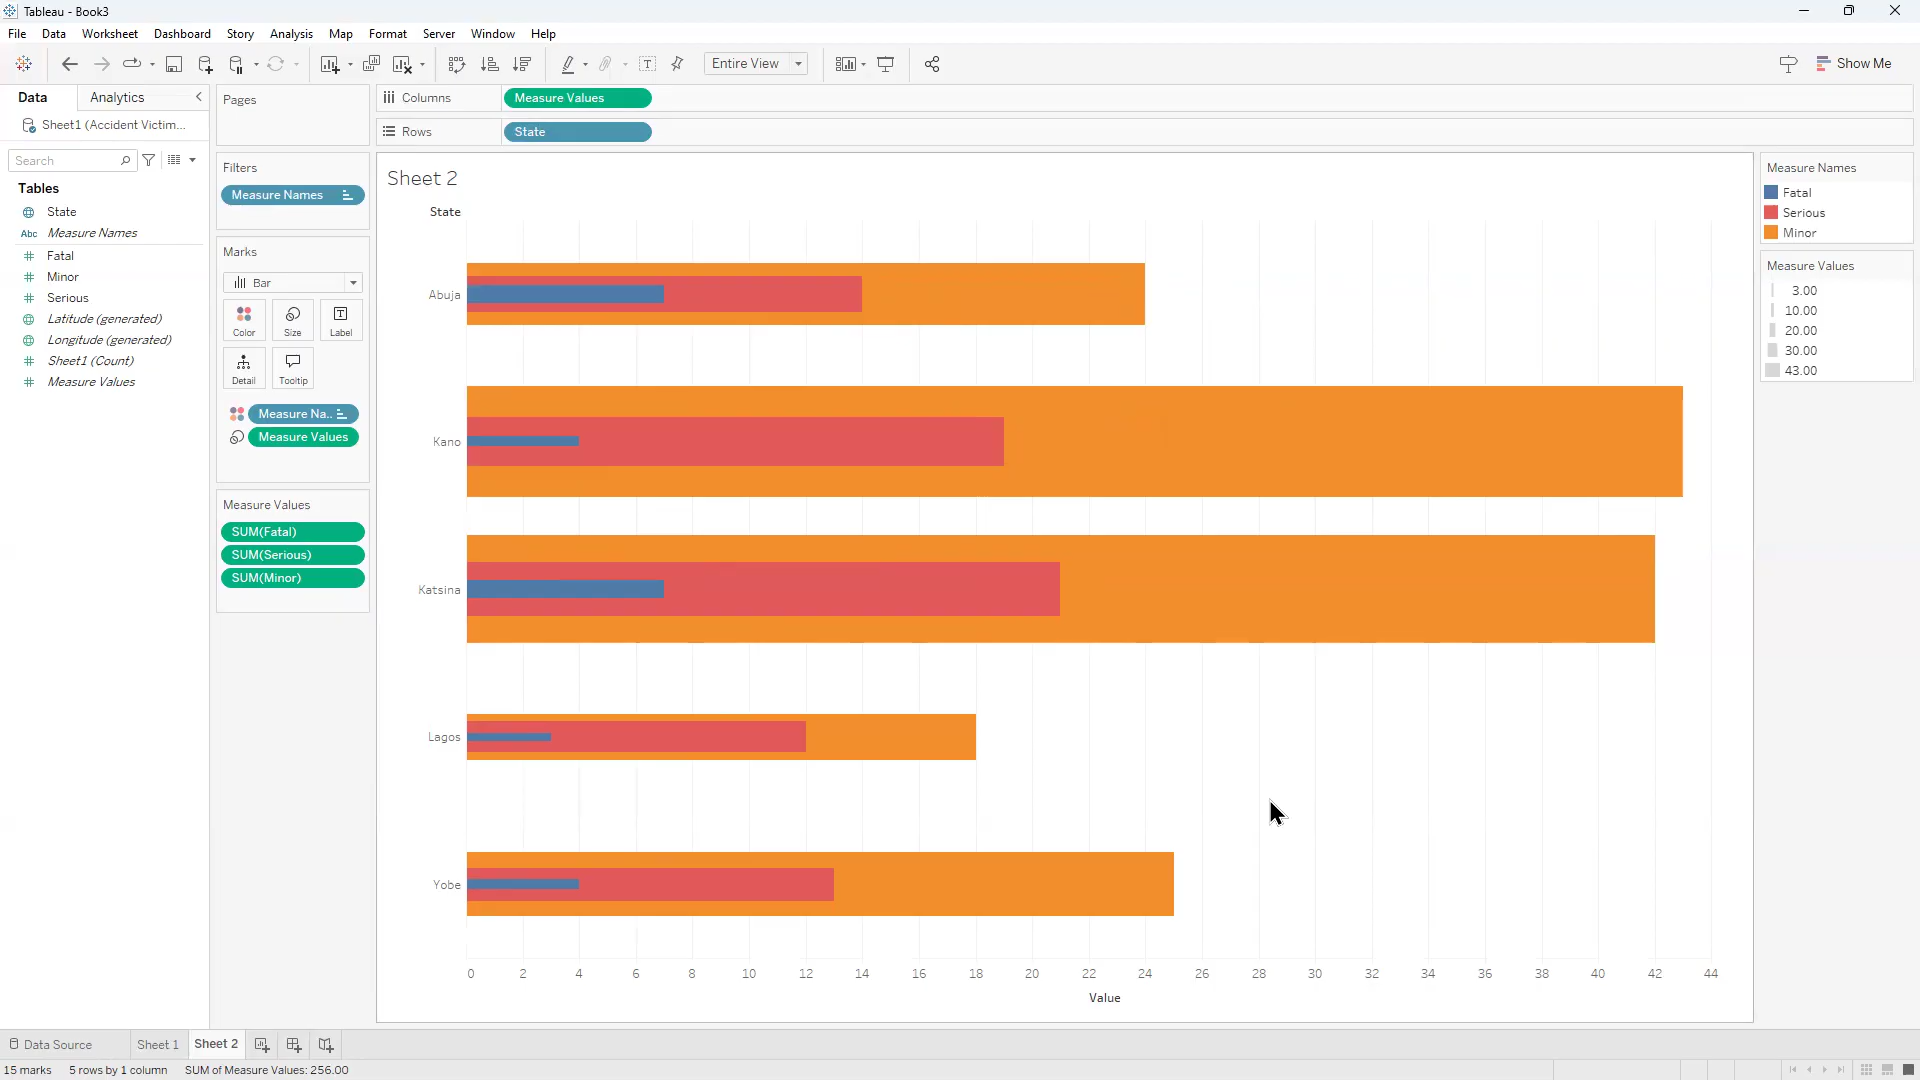 Tableau - Book3
File Data Worksheet Dashboard Story Analysis Map Format Server Window Help
Entire View
Show Me
Data Analytics
Sheet1 (Accident Victim...
Search
Tables
State
Abc Measure Names
Fatal
Minor
Serious
Latitude (generated)
Longitude (generated)
Sheet1 (Count)
Measure Values
Pages
Filters
Measure Names
Marks
Bar
Color Size Label
Detail Tooltip
Measure Na..
Measure Values
Measure Values
SUM(Fatal)
SUM(Serious)
SUM(Minor)
Columns Measure Values
Rows State
Sheet 2
State
Abuja
Kano
Katsina
Lagos
Yobe
0 2 4 6 8 10 12 14 16 18 20 22 24 26 28 30 32 34 36 38 40 42 44
Value
Measure Names
Fatal
Serious
Minor
Measure Values
3.00
10.00
20.00
30.00
43.00
Data Source Sheet 1 Sheet 2
15 marks 5 rows by 1 column SUM of Measure Values: 256.00